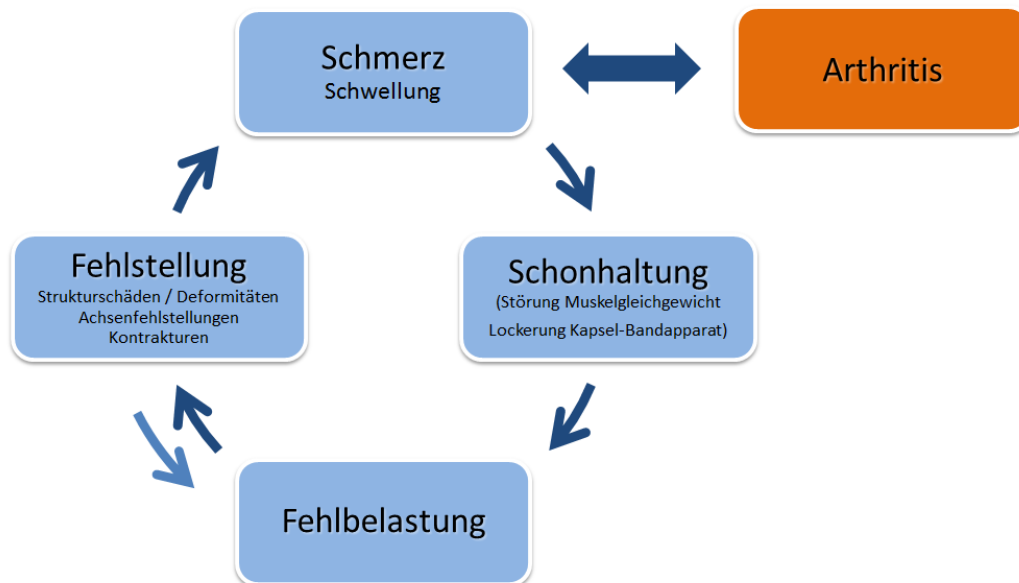 Schmerz
Schwellung
Arthritis
Fehlstellung
Strukturschäden / Deformitäten
Achsenfehlstellungen
Kontrakturen
Schonhaltung
(Störung Muskelgleichgewicht
Lockerung Kapsel-Bandapparat)
Fehlbelastung